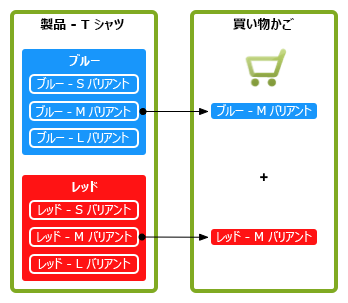 製品 - T シャツ
ブルー
ブルー - S バリアント
ブルー - M バリアント
ブルー - L バリアント
レッド
レッド - S バリアント
レッド - M バリアント
レッド - L バリアント
買い物かご
ブルー - M バリアント
+
レッド - M バリアント